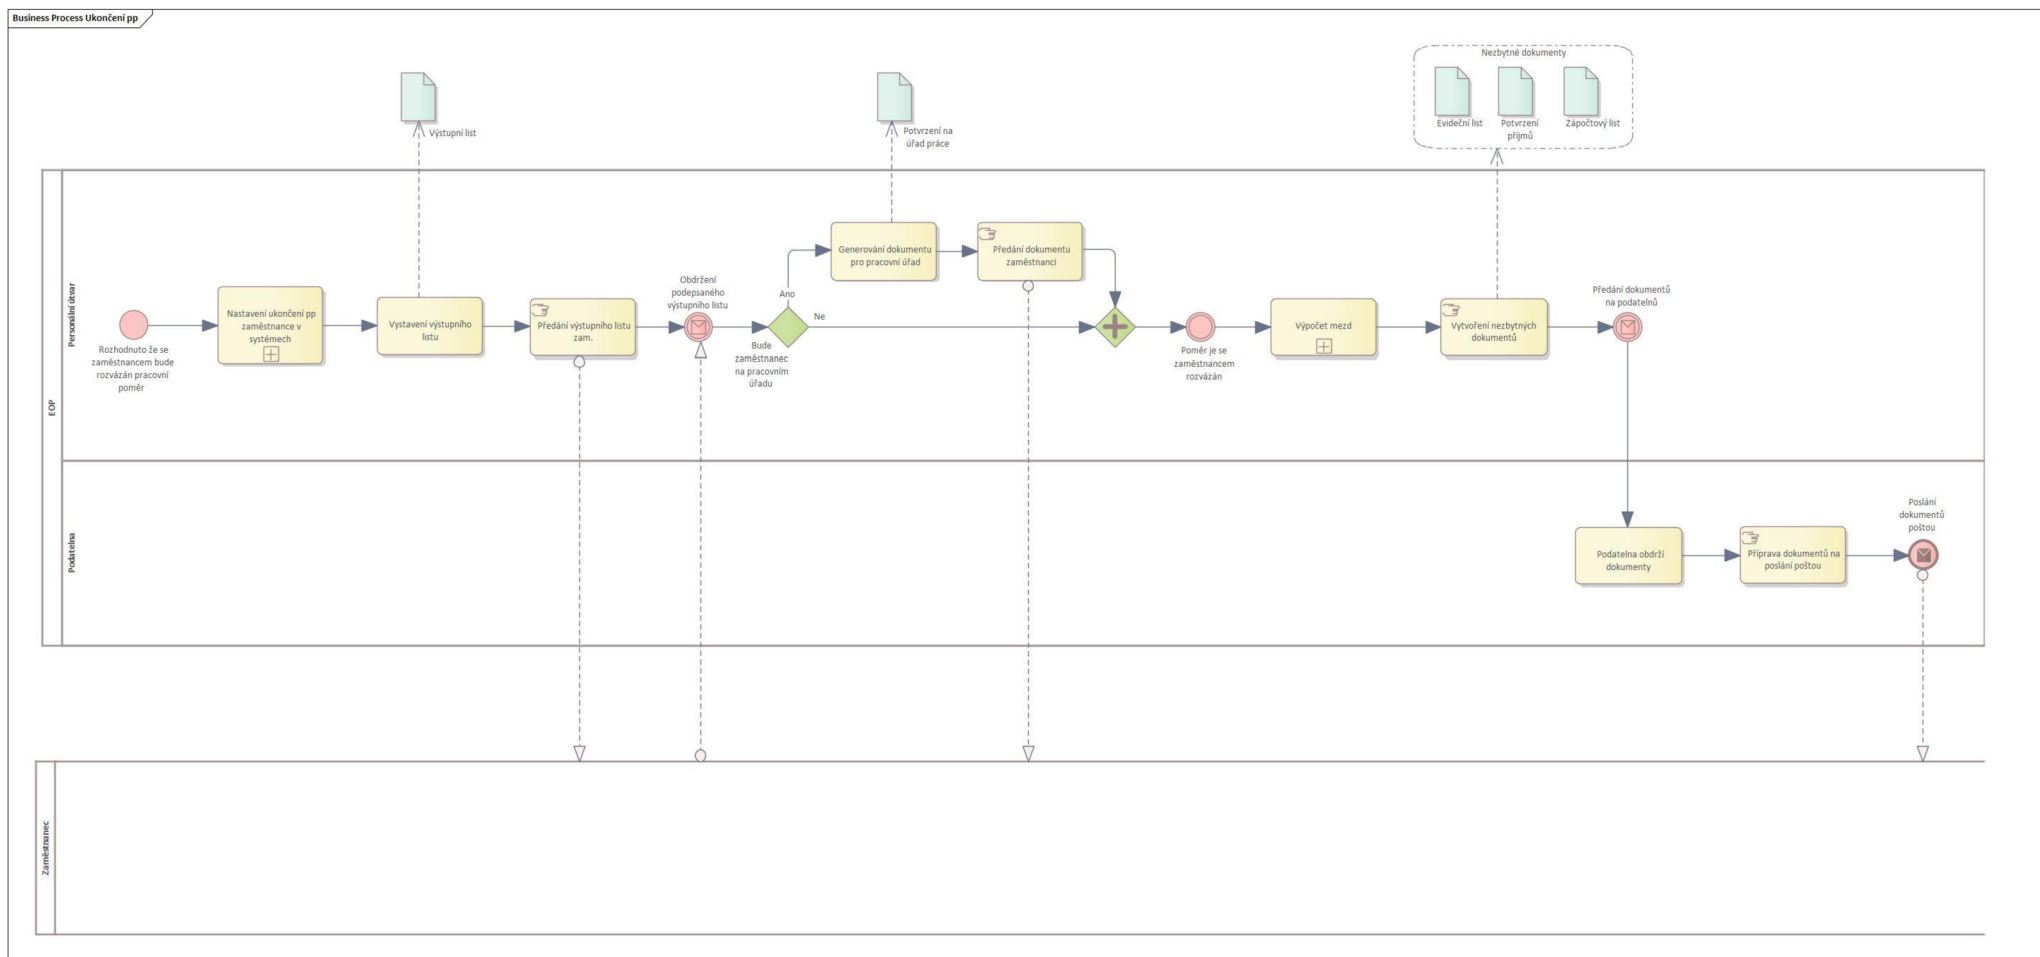 Business Process Ukončení pp
Nezbytné dokumenty
Evideční list
Potvrzení
příjmů
Zápočtový list
Výstupní list
Potvrzení na
úřad práce
EOP
Personální útvar
Rozhodnuto že se
zaměstnancem bude
rozvázán pracovní
poměr
Nastavení ukončení pp
zaměstnance v
systémech
Vystavení výstupního
listu
Předání výstupního listu
zam.
Obdržení
podepsaného
výstupního listu
Bude
zaměstnanec
na pracovním
úřadu
Ano
Ne
Generování dokumentu
pro pracovní úřad
Předání dokumentu
zaměstnanci
Poměr je se
zaměstnancem
rozvázán
Výpočet mezd
Vytvoření nezbytných
dokumentů
Předání dokumentů
na podatelnů
Podatelna
Podatelna obdrží
dokumenty
Příprava dokumentů na
poslání poštou
Poslání
dokumentů
poštou
Zaměstnanec